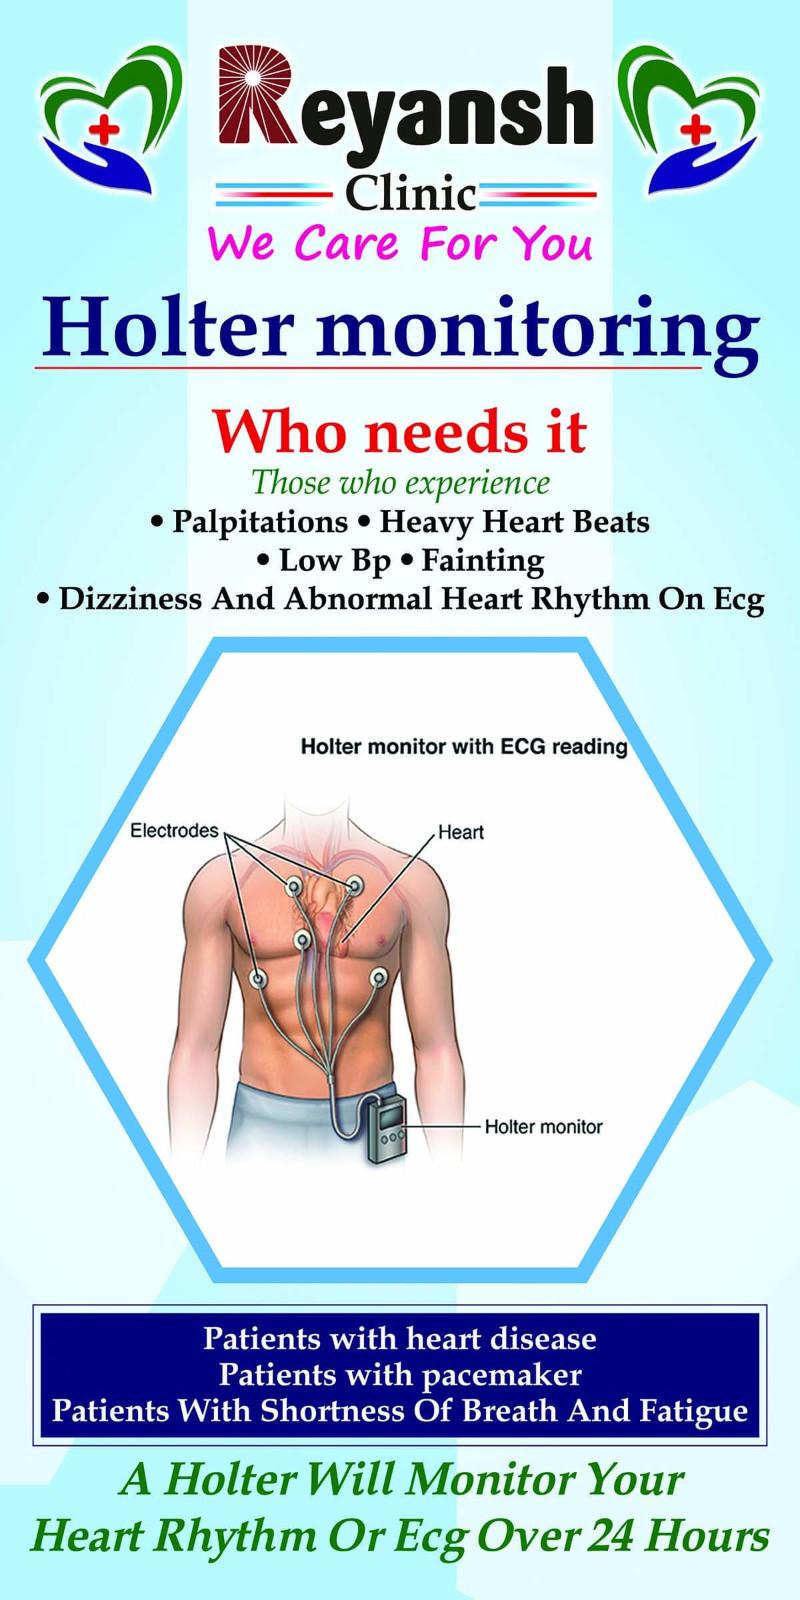 Reyansh
Clinic
We Care For You
Holter monitoring
Who needs it
Those who experience
• Palpitations • Heavy Heart Beats
• Low Bp • Fainting
• Dizziness And Abnormal Heart Rhythm On Ecg
Holter monitor with ECG reading
Electrodes
Heart
Holter monitor
Patients with heart disease
Patients with pacemaker
Patients With Shortness Of Breath And Fatigue
A Holter Will Monitor Your
Heart Rhythm Or Ecg Over 24 Hours